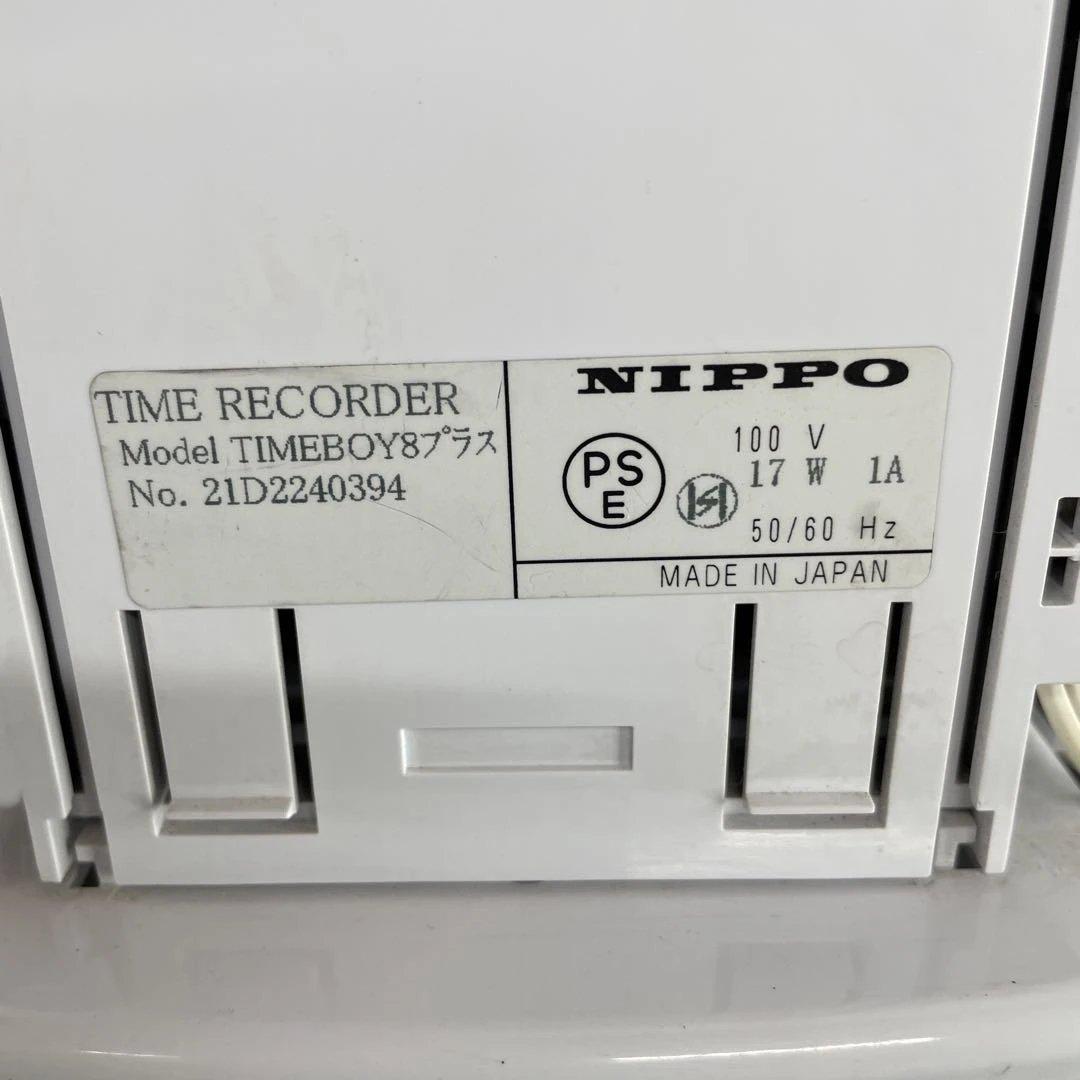 TIME RECORDER
Model TIMEBOY8プラス
No. 21D2240394
NIPPO
PS
E
100 V
17 W 1A
50/60 Hz
MADE IN JAPAN